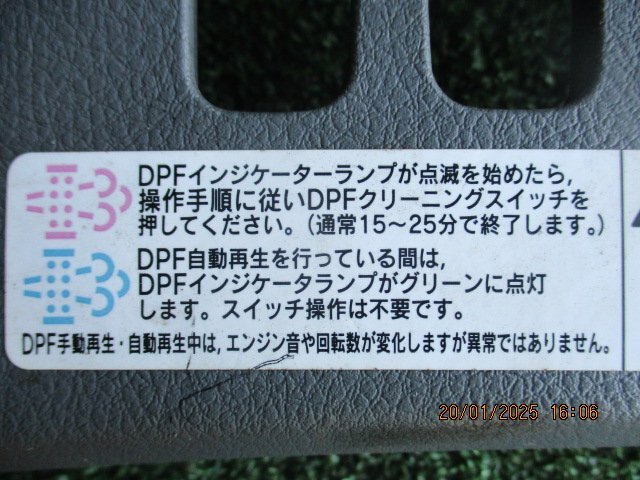 DPFインジケーターランプが点滅を始めたら,
操作手順に従いDPFクリーニングスイッチを
押してください。(通常15〜25分で終了します。)
DPF自動再生を行っている間は,
DPFインジケータランプがグリーンに点灯
します。スイッチ操作は不要です。
DPF手動再生・自動再生中は,エンジン音や回転数が変化しますが異常ではありません。
20/01/2025 16:06